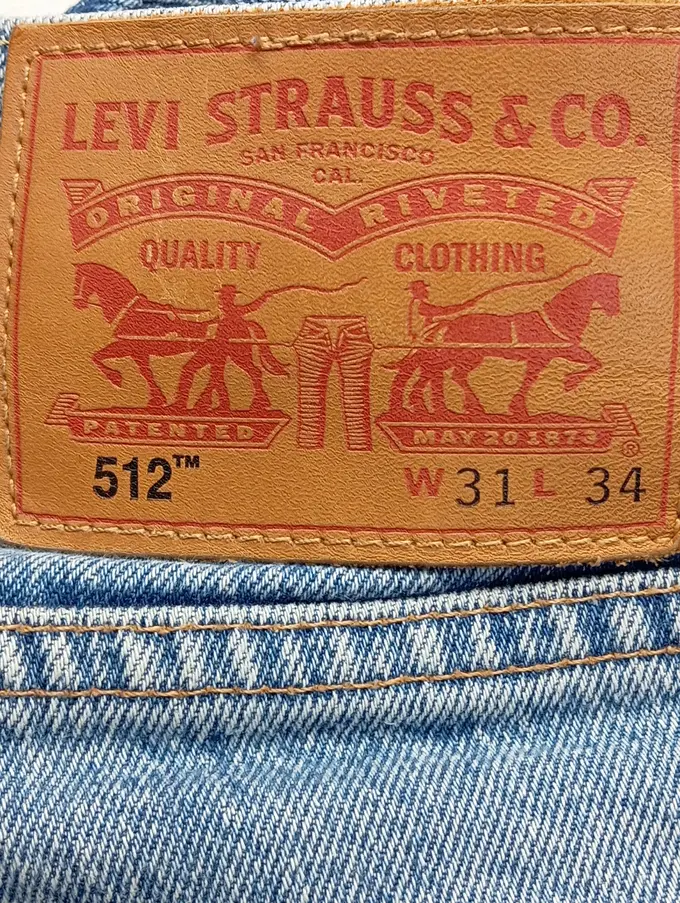 LEVI STRAUSS & CO.
SAN FRANCISCO
CAL.
ORIGINAL RIVETED
QUALITY CLOTHING
PATENTED MAY 20 1873 ®
512™ W 31 L 34